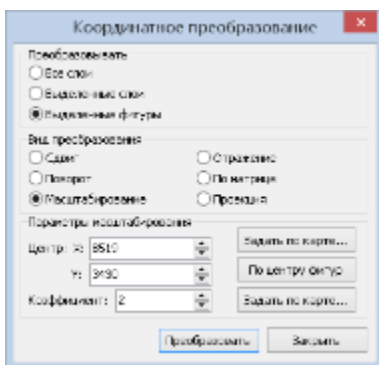 Координатное преобразование
Преобразовывать
Все слои
Выделенные слои
Выделенные фигуры
Вид преобразования
Сдвиг Отражение
Поворот По матрице
Масштабирование Проекция
Параметры масштабирования
Центр: X: 8519 Задать по карте...
Y: 3490 По центру фигур
Коэффициент: 2 Задать по карте...
Преобразовать Закрыть